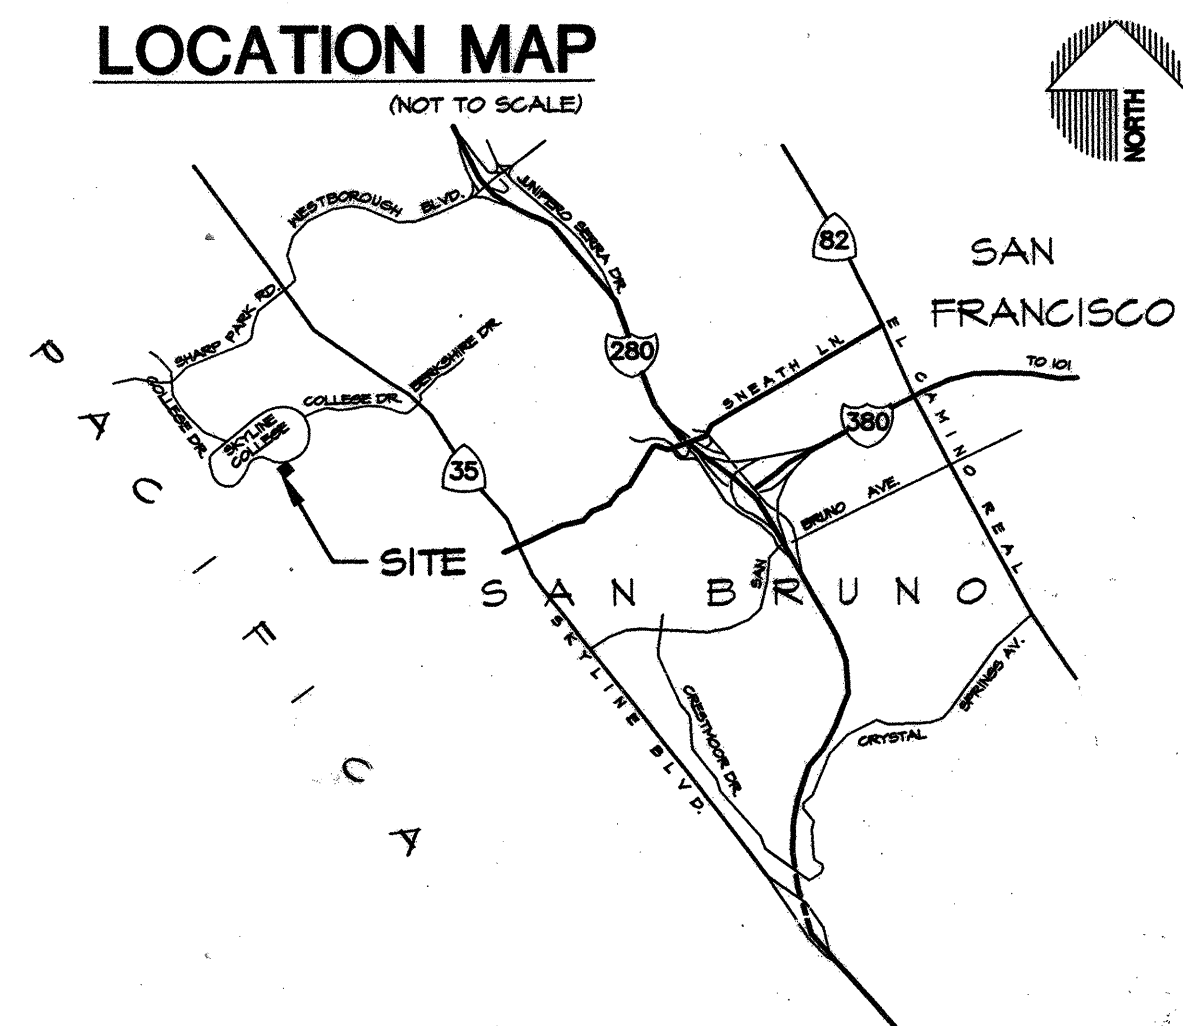 LOCATION MAP
(NOT TO SCALE)
NORTH
WESTBOROUGH BLVD.
JUNIPERO SERRA DR.
82
SAN
FRANCISCO
SHARP PARK RD.
280
EL CAMINO REAL
SNEATH LN.
TO 101
BERKSHIRE DR.
COLLEGE DR.
COLLEGE DR.
SKYLINE
COLLEGE
380
35
SAN BRUNO AVE.
SITE
PACIFICA
SAN BRUNO
SKYLINE BLVD.
CRESTMOOR DR.
CRYSTAL SPRINGS AV.